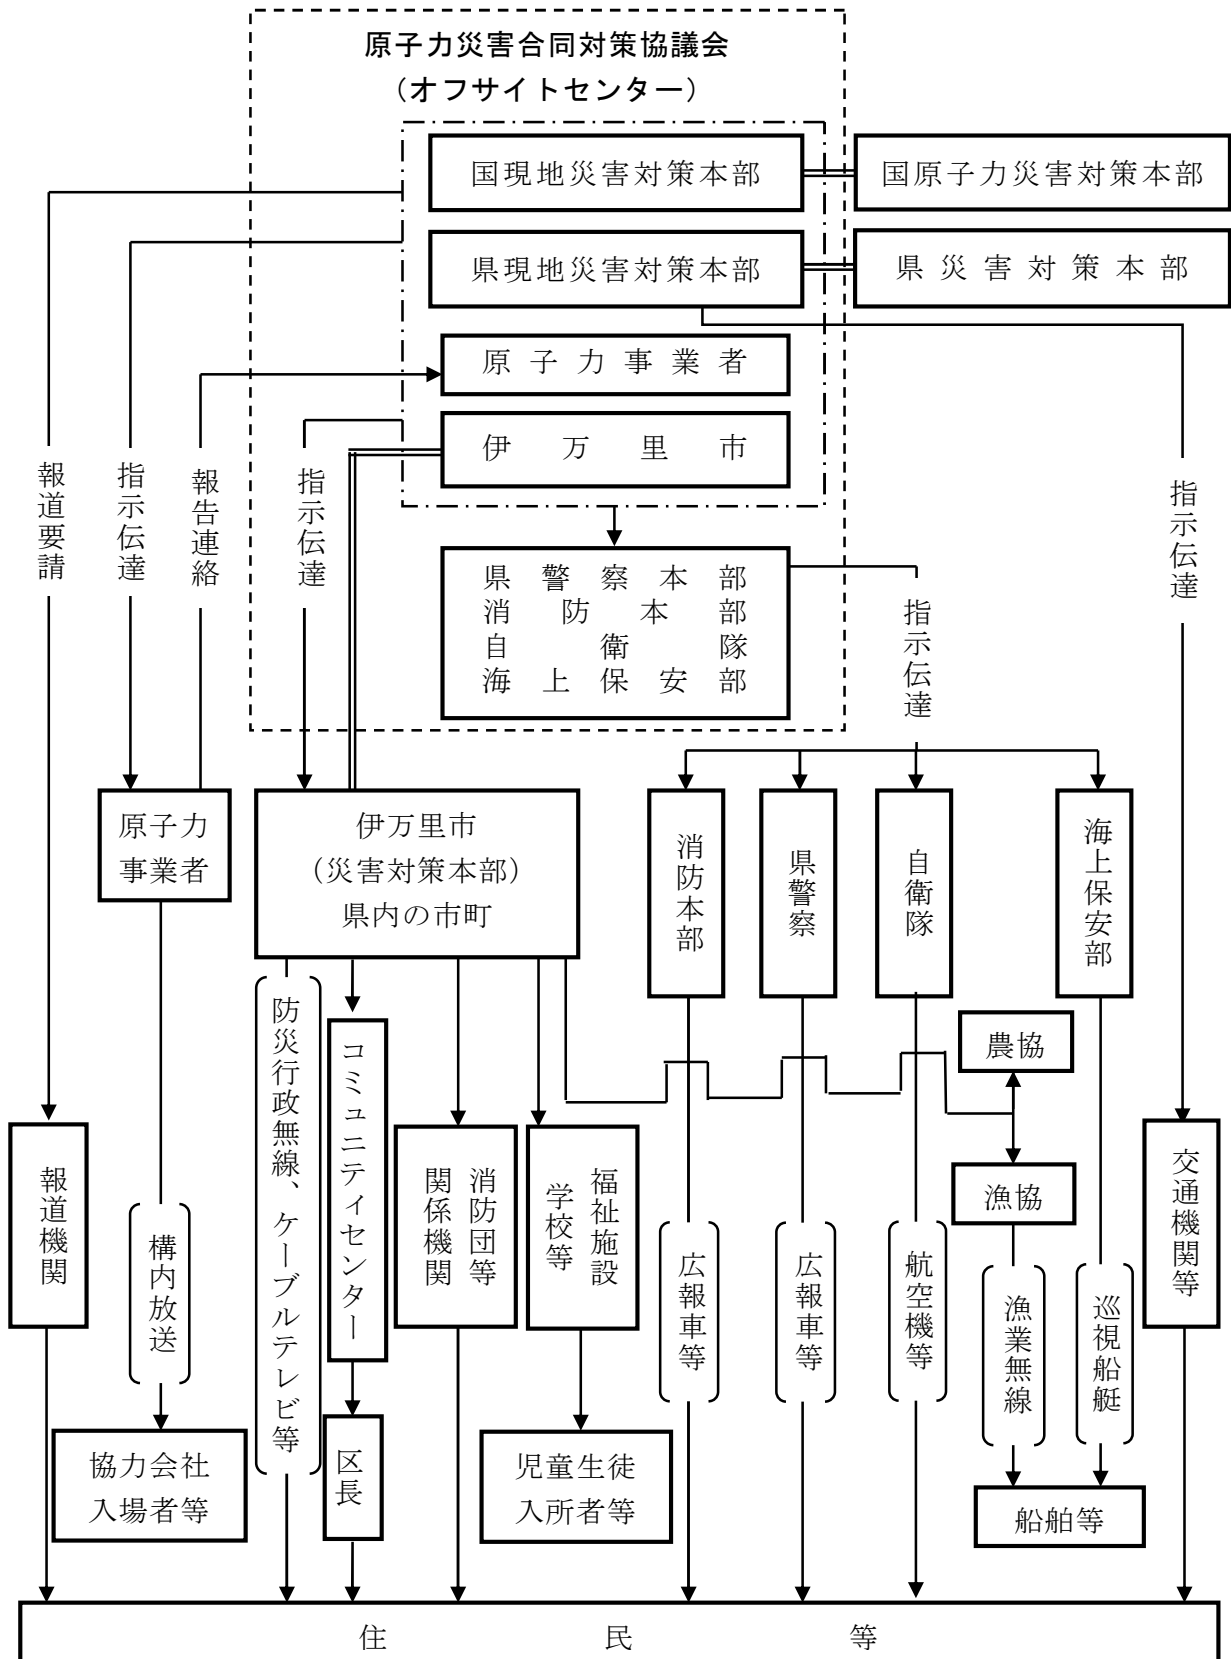 原子力災害合同対策協議会
（オフサイトセンター）
国現地災害対策本部
国原子力災害対策本部
県現地災害対策本部
県災害対策本部
原子力事業者
伊万里市
県警察本部
消防本部
自衛隊
海上保安部
報道要請
指示伝達
報告連絡
指示伝達
指示伝達
指示伝達
原子力
事業者
伊万里市
（災害対策本部）
県内の市町
消防本部
県警察
自衛隊
海上保安部
防災行政無線、ケーブルテレビ等
コミュニティセンター
消防団等
関係機関
福祉施設
学校等
農協
漁協
報道機関
構内放送
広報車等
広報車等
航空機等
漁業無線
巡視船艇
交通機関等
協力会社
入場者等
区長
児童生徒
入所者等
船舶等
住民等